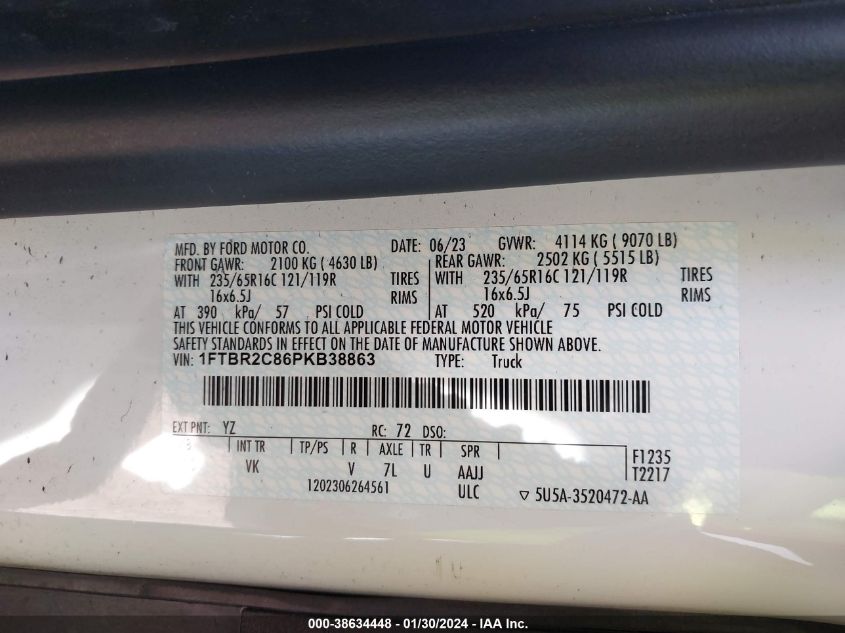 MFD. BY FORD MOTOR CO. DATE: 06/23 GVWR: 4114 KG ( 9070 LB)
FRONT GAWR: 2100 KG ( 4630 LB) REAR GAWR: 2502 KG ( 5515 LB)
WITH 235/65R16C 121/119R TIRES WITH 235/65R16C 121/119R TIRES
16x6.5J RIMS 16x6.5J RIMS
AT 390 kPa/ 57 PSI COLD AT 520 kPa/ 75 PSI COLD
THIS VEHICLE CONFORMS TO ALL APPLICABLE FEDERAL MOTOR VEHICLE
SAFETY STANDARDS IN EFFECT ON THE DATE OF MANUFACTURE SHOWN ABOVE.
VIN: 1FTBR2C86PKB38863 TYPE: Truck
EXT PNT: YZ RC: 72 DSO:
INT TR TP/PS R AXLE TR SPR F1235
VK V 7L U AAJJ T2217
1202306264561 ULC 5U5A-3520472-AA
000-38634448 - 01/30/2024 - IAA Inc.